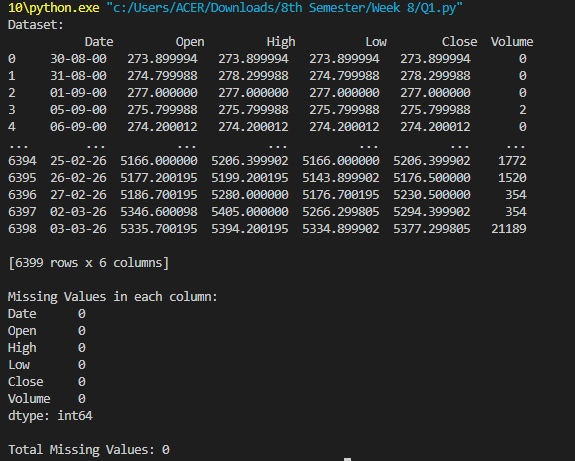 10\python.exe "c:/Users/ACER/Downloads/8th Semester/Week 8/Q1.py"
Dataset:
Date Open High Low Close Volume
0 30-08-00 273.899994 273.899994 273.899994 273.899994 0
1 31-08-00 274.799988 278.299988 274.799988 278.299988 0
2 01-09-00 277.000000 277.000000 277.000000 277.000000 0
3 05-09-00 275.799988 275.799988 275.799988 275.799988 2
4 06-09-00 274.200012 274.200012 274.200012 274.200012 0
... ... ... ... ... ... ...
6394 25-02-26 5166.000000 5206.399902 5166.000000 5206.399902 1772
6395 26-02-26 5177.200195 5199.200195 5143.899902 5176.500000 1520
6396 27-02-26 5186.700195 5280.000000 5176.700195 5230.500000 354
6397 02-03-26 5346.600098 5405.000000 5266.299805 5294.399902 354
6398 03-03-26 5335.700195 5394.200195 5334.899902 5377.299805 21189
[6399 rows x 6 columns]
Missing Values in each column:
Date 0
Open 0
High 0
Low 0
Close 0
Volume 0
dtype: int64
Total Missing Values: 0